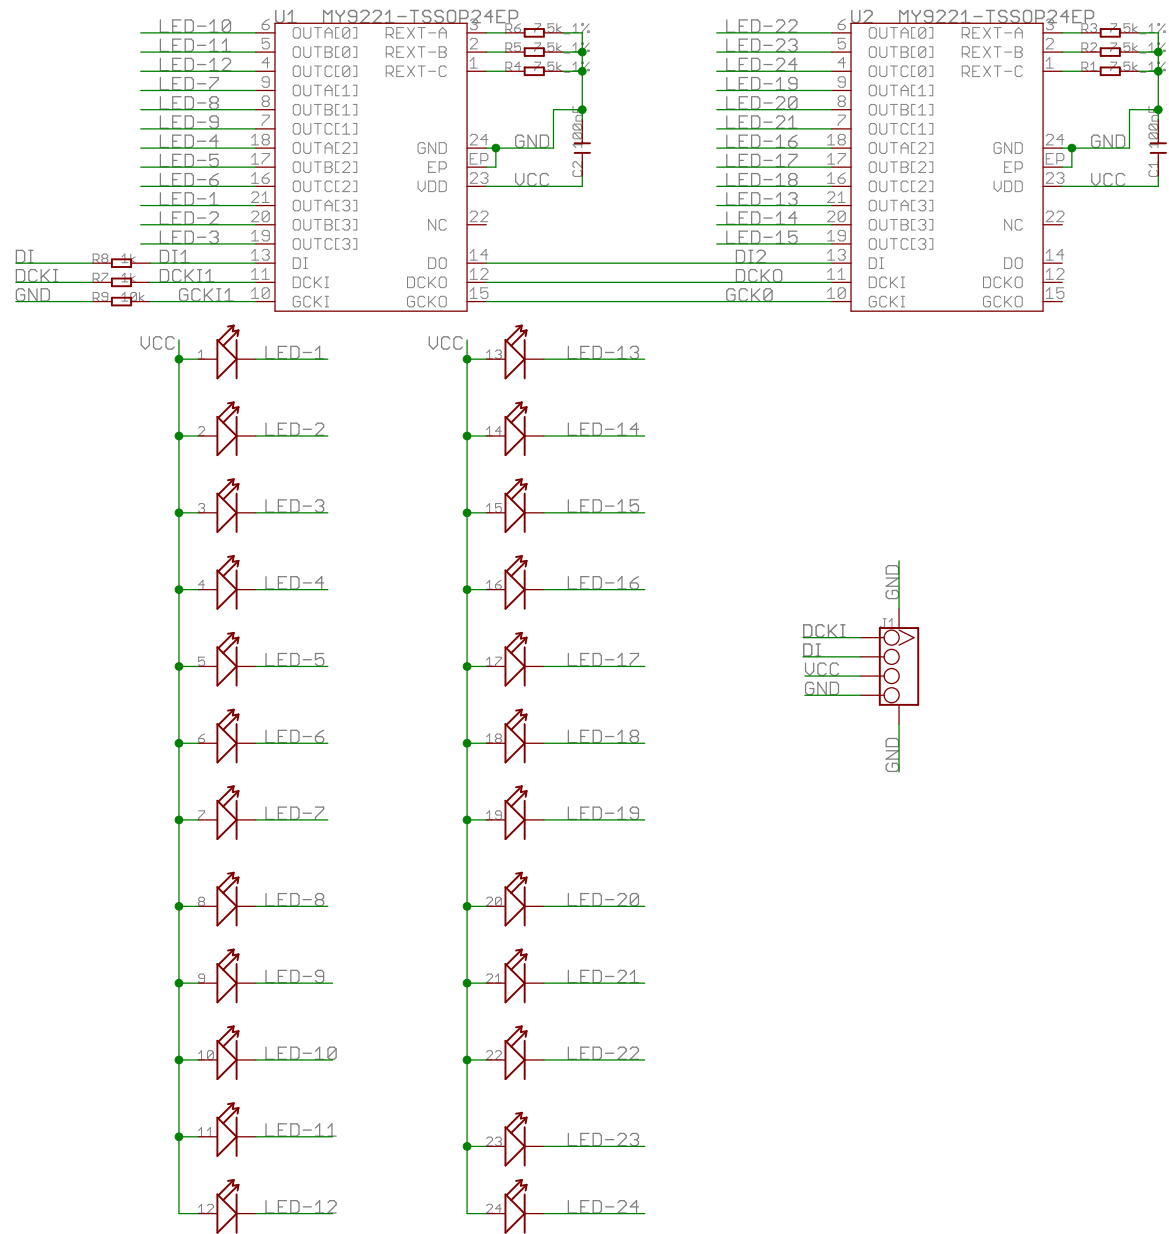 U1 MY9221-TSSOP24EP
LED-10 6 OUTA[0] REXT-A 3 R6 7.5k 1%
LED-11 5 OUTB[0] REXT-B 2 R5 7.5k 1%
LED-12 4 OUTC[0] REXT-C 1 R4 7.5k 1%
LED-7 9 OUTA[1]
LED-8 8 OUTB[1]
LED-9 7 OUTC[1]
LED-4 18 OUTA[2] GND 24 GND
LED-5 17 OUTB[2] EP EP
LED-6 16 OUTC[2] VDD 23 VCC
C2 100n
LED-1 21 OUTA[3]
LED-2 20 OUTB[3] NC 22
LED-3 19 OUTC[3]
DI R8 1k DI1 13 DI DO 14
DCKI R7 1k DCKI1 11 DCKI DCKO 12
GND R9 10k GCKI1 10 GCKI GCKO 15
U2 MY9221-TSSOP24EP
LED-22 6 OUTA[0] REXT-A 3 R3 7.5k 1%
LED-23 5 OUTB[0] REXT-B 2 R2 7.5k 1%
LED-24 4 OUTC[0] REXT-C 1 R1 7.5k 1%
LED-19 9 OUTA[1]
LED-20 8 OUTB[1]
LED-21 7 OUTC[1]
LED-16 18 OUTA[2] GND 24 GND
LED-17 17 OUTB[2] EP EP
LED-18 16 OUTC[2] VDD 23 VCC
C1 100n
LED-13 21 OUTA[3]
LED-14 20 OUTB[3] NC 22
LED-15 19 OUTC[3]
DI2 13 DI DO 14
DCKO 11 DCKI DCKO 12
GCK0 10 GCKI GCKO 15
VCC
1 LED-1
2 LED-2
3 LED-3
4 LED-4
5 LED-5
6 LED-6
7 LED-7
8 LED-8
9 LED-9
10 LED-10
11 LED-11
12 LED-12
VCC
13 LED-13
14 LED-14
15 LED-15
16 LED-16
17 LED-17
18 LED-18
19 LED-19
20 LED-20
21 LED-21
22 LED-22
23 LED-23
24 LED-24
GND
J1
DCKI
DI
VCC
GND
GND